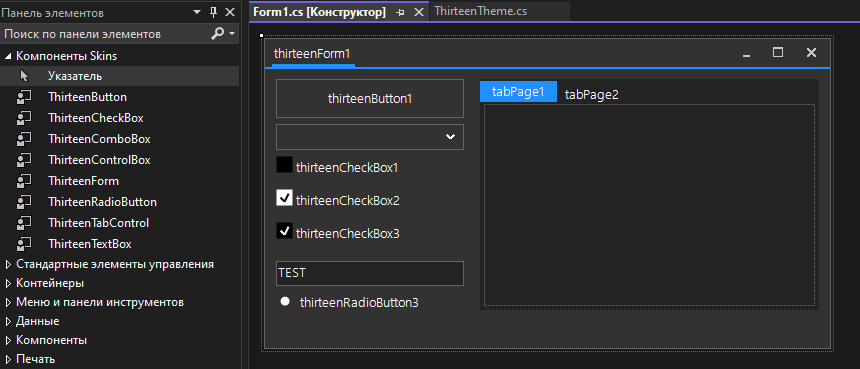 Панель элементов
Form1.cs [Конструктор]
ThirteenTheme.cs
Поиск по панели элементов
Компоненты Skins
Указатель
ThirteenButton
ThirteenCheckBox
ThirteenComboBox
ThirteenControlBox
ThirteenForm
ThirteenRadioButton
ThirteenTabControl
ThirteenTextBox
Стандартные элементы управления
Контейнеры
Меню и панели инструментов
Данные
Компоненты
Печать
thirteenForm1
thirteenButton1
thirteenCheckBox1
thirteenCheckBox2
thirteenCheckBox3
TEST
thirteenRadioButton3
tabPage1
tabPage2